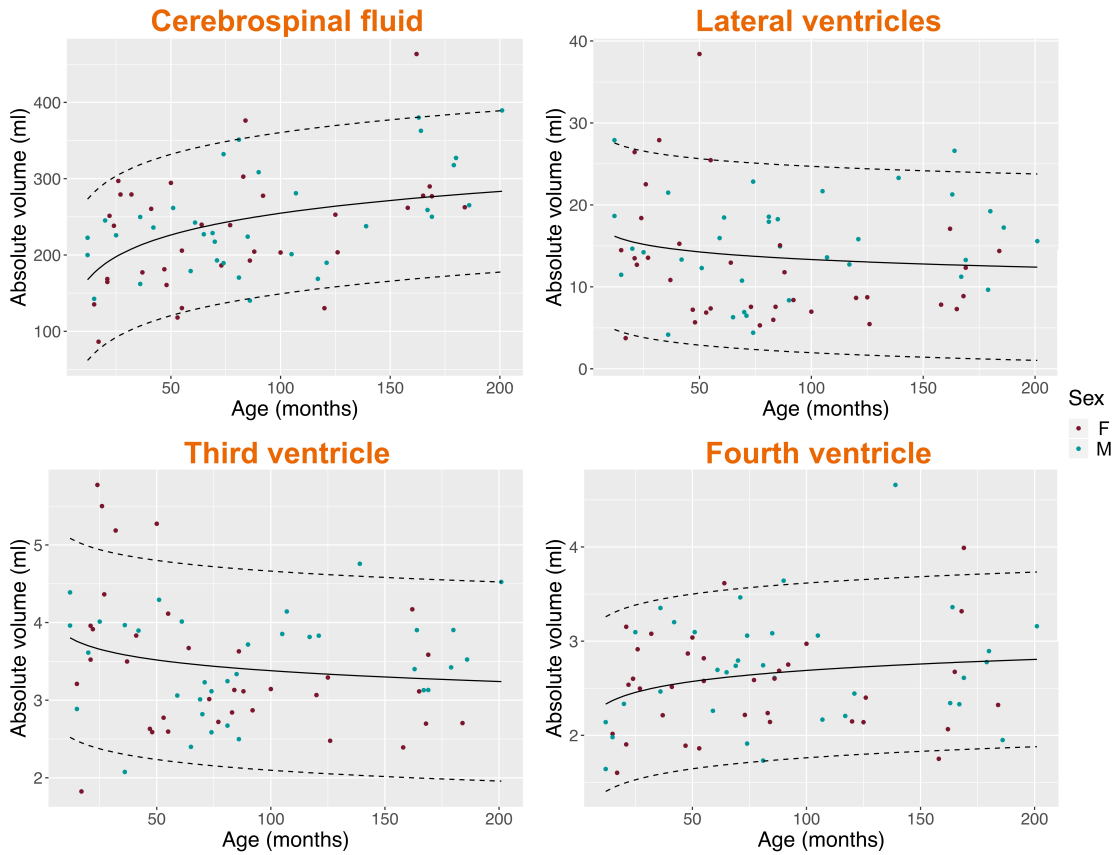 Cerebrospinal fluid
Absolute volume (ml)
400
300
200
100
50
100
150
200
Age (months)
Lateral ventricles
Absolute volume (ml)
40
30
20
10
0
50
100
150
200
Age (months)
Third ventricle
Absolute volume (ml)
5
4
3
2
50
100
150
200
Age (months)
Fourth ventricle
Absolute volume (ml)
4
3
2
50
100
150
200
Age (months)
Sex
F
M